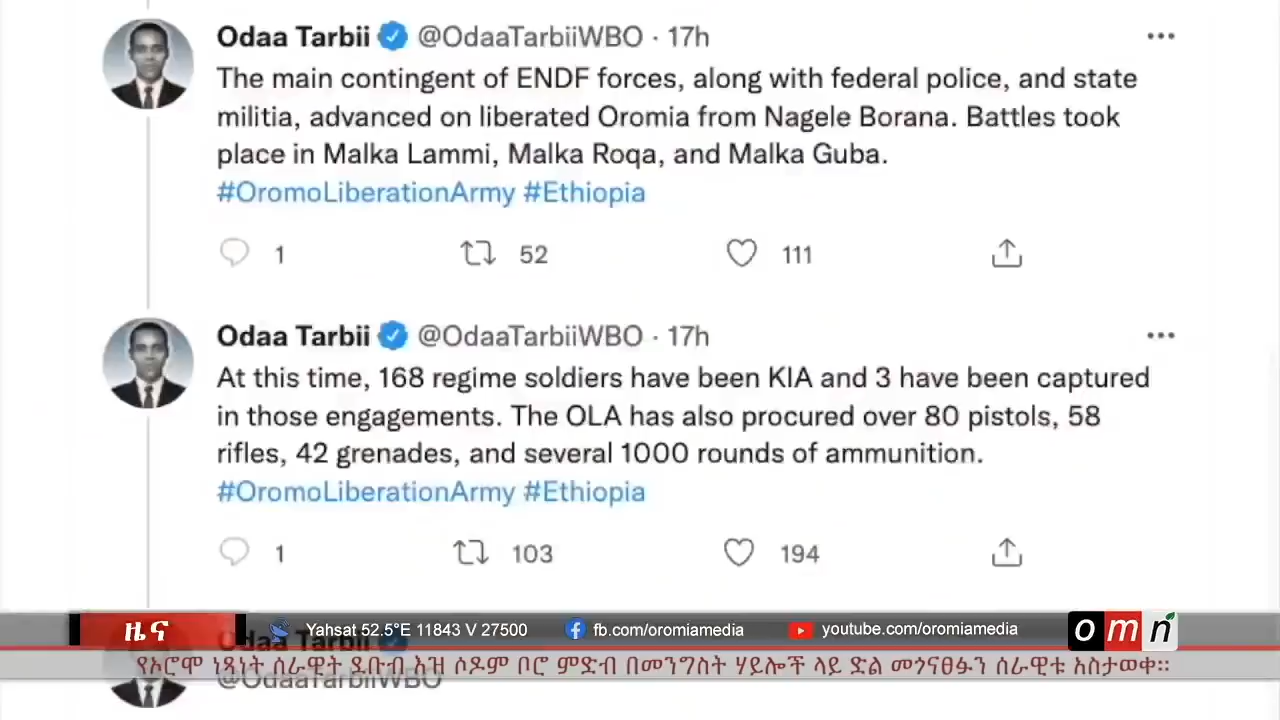 Odaa Tarbii @OdaaTarbiiWBO · 17h
The main contingent of ENDF forces, along with federal police, and state
militia, advanced on liberated Oromia from Nagele Borana. Battles took
place in Malka Lammi, Malka Roqa, and Malka Guba.
#OromoLiberationArmy #Ethiopia
1 52 111
Odaa Tarbii @OdaaTarbiiWBO · 17h
At this time, 168 regime soldiers have been KIA and 3 have been captured
in those engagements. The OLA has also procured over 80 pistols, 58
rifles, 42 grenades, and several 1000 rounds of ammunition.
#OromoLiberationArmy #Ethiopia
1 103 194
ዜና Yahsat 52.5°E 11843 V 27500 fb.com/oromiamedia youtube.com/oromiamedia omn
Odaa Tarbii
የኦሮሞ ነጻነት ሰራዊት ደቡብ እዝ ሶዶም ቦሮ ምድብ በመንግስት ሃይሎች ላይ ድል መጎናፀፉን ሰራዊቱ አስታወቀ።
@OdaaTarbiiWBO